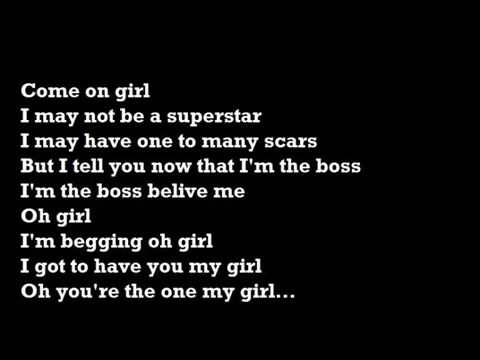 Come on girl
I may not be a superstar
I may have one to many scars
But I tell you now that I'm the boss
I'm the boss belive me
Oh girl
I'm begging oh girl
I got to have you my girl
Oh you're the one my girl...